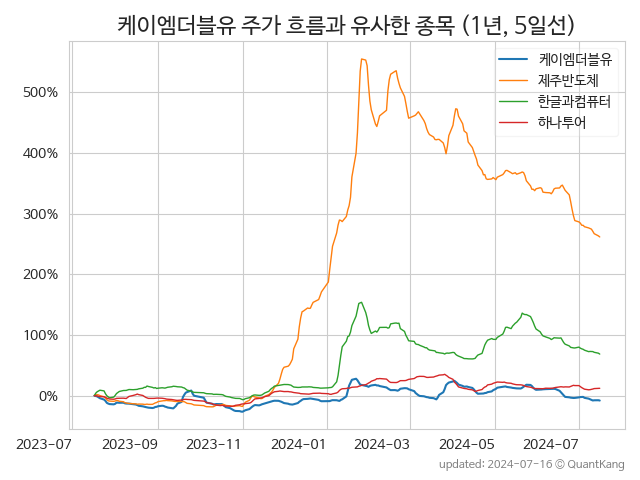 케이엠더블유 주가 흐름과 유사한 종목 (1년, 5일선)
케이엠더블유
제주반도체
한글과컴퓨터
하나투어
500%
400%
300%
200%
100%
0%
2023-07 2023-09 2023-11 2024-01 2024-03 2024-05 2024-07
updated: 2024-07-16 © QuantKang